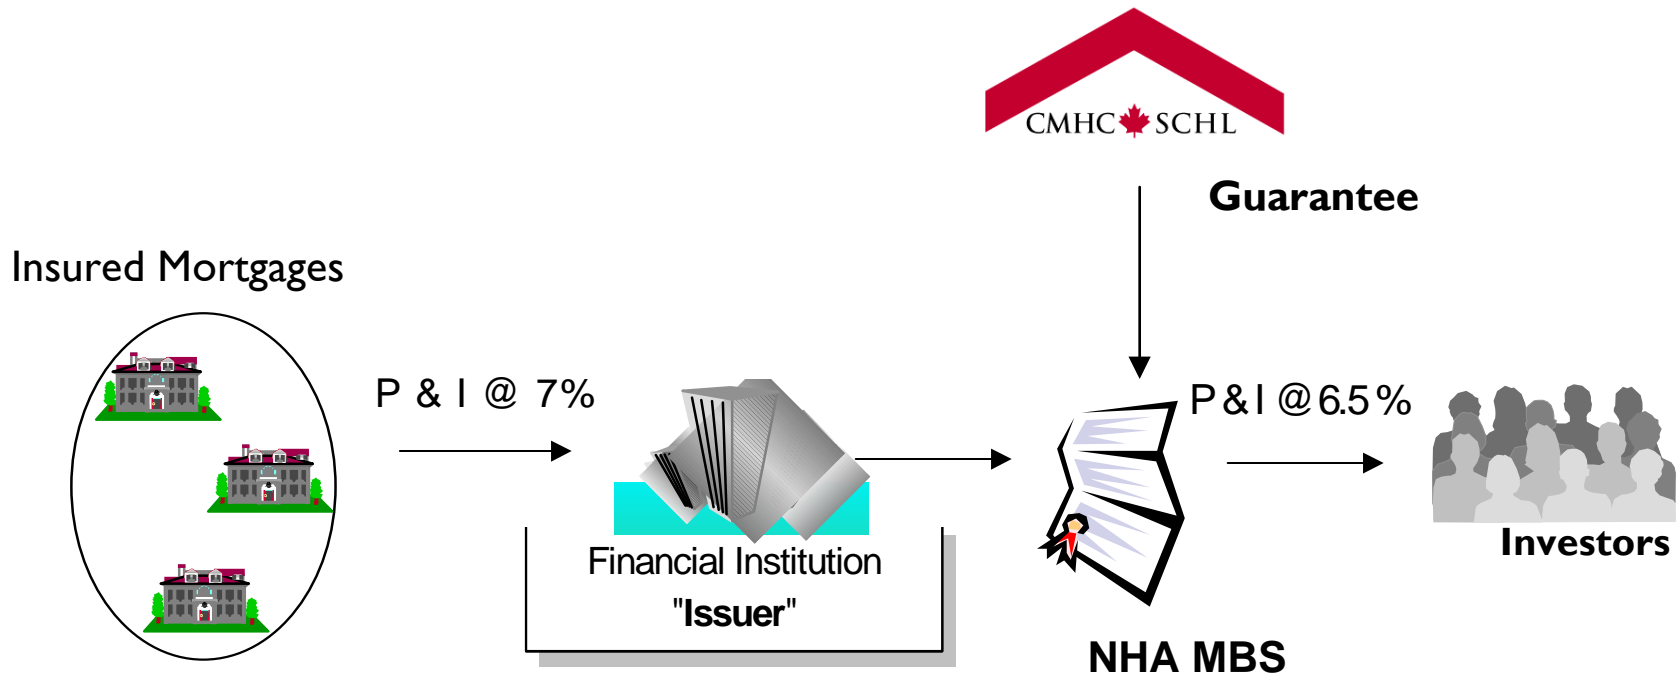 CMHC SCHL
Guarantee
Insured Mortgages
P & I @ 7%
P & I @ 6.5 %
Financial Institution
"Issuer"
Investors
NHA MBS